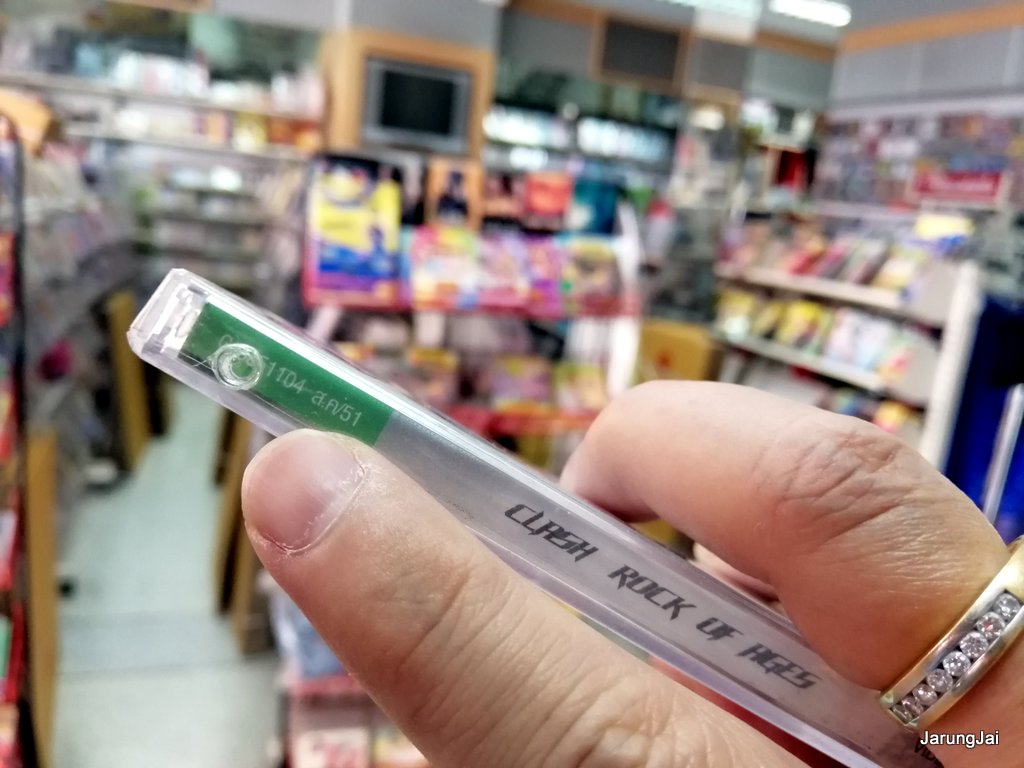 1104-ส.ค/51
CLASH ROCK OF AGES
JarungJai